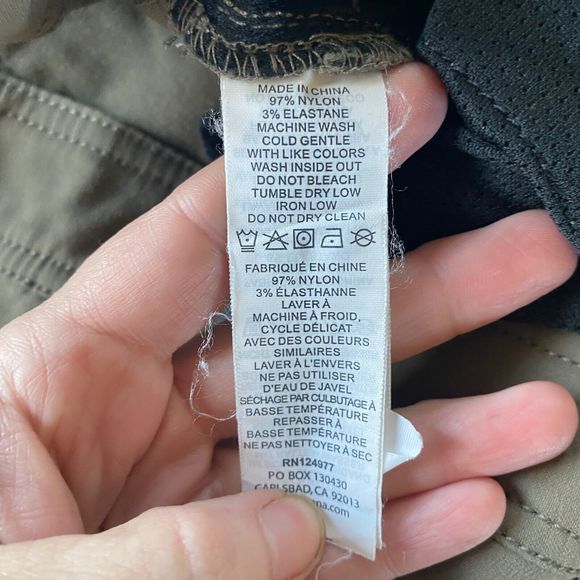 MADE IN CHINA
97% NYLON
3% ELASTANE
MACHINE WASH
COLD GENTLE
WITH LIKE COLORS
WASH INSIDE OUT
DO NOT BLEACH
TUMBLE DRY LOW
IRON LOW
DO NOT DRY CLEAN
FABRIQUÉ EN CHINE
97% NYLON
3% ÉLASTHANNE
LAVER À
MACHINE À FROID,
CYCLE DÉLICAT
AVEC DES COULEURS
SIMILAIRES
LAVER À L'ENVERS
NE PAS UTILISER
D'EAU DE JAVEL
SÉCHAGE PAR CULBUTAGE À
BASSE TEMPÉRATURE
REPASSER À
BASSE TEMPÉRATURE
NE PAS NETTOYER À SEC
RN124977
PO BOX 130430
CARLSBAD, CA 92013
na.com